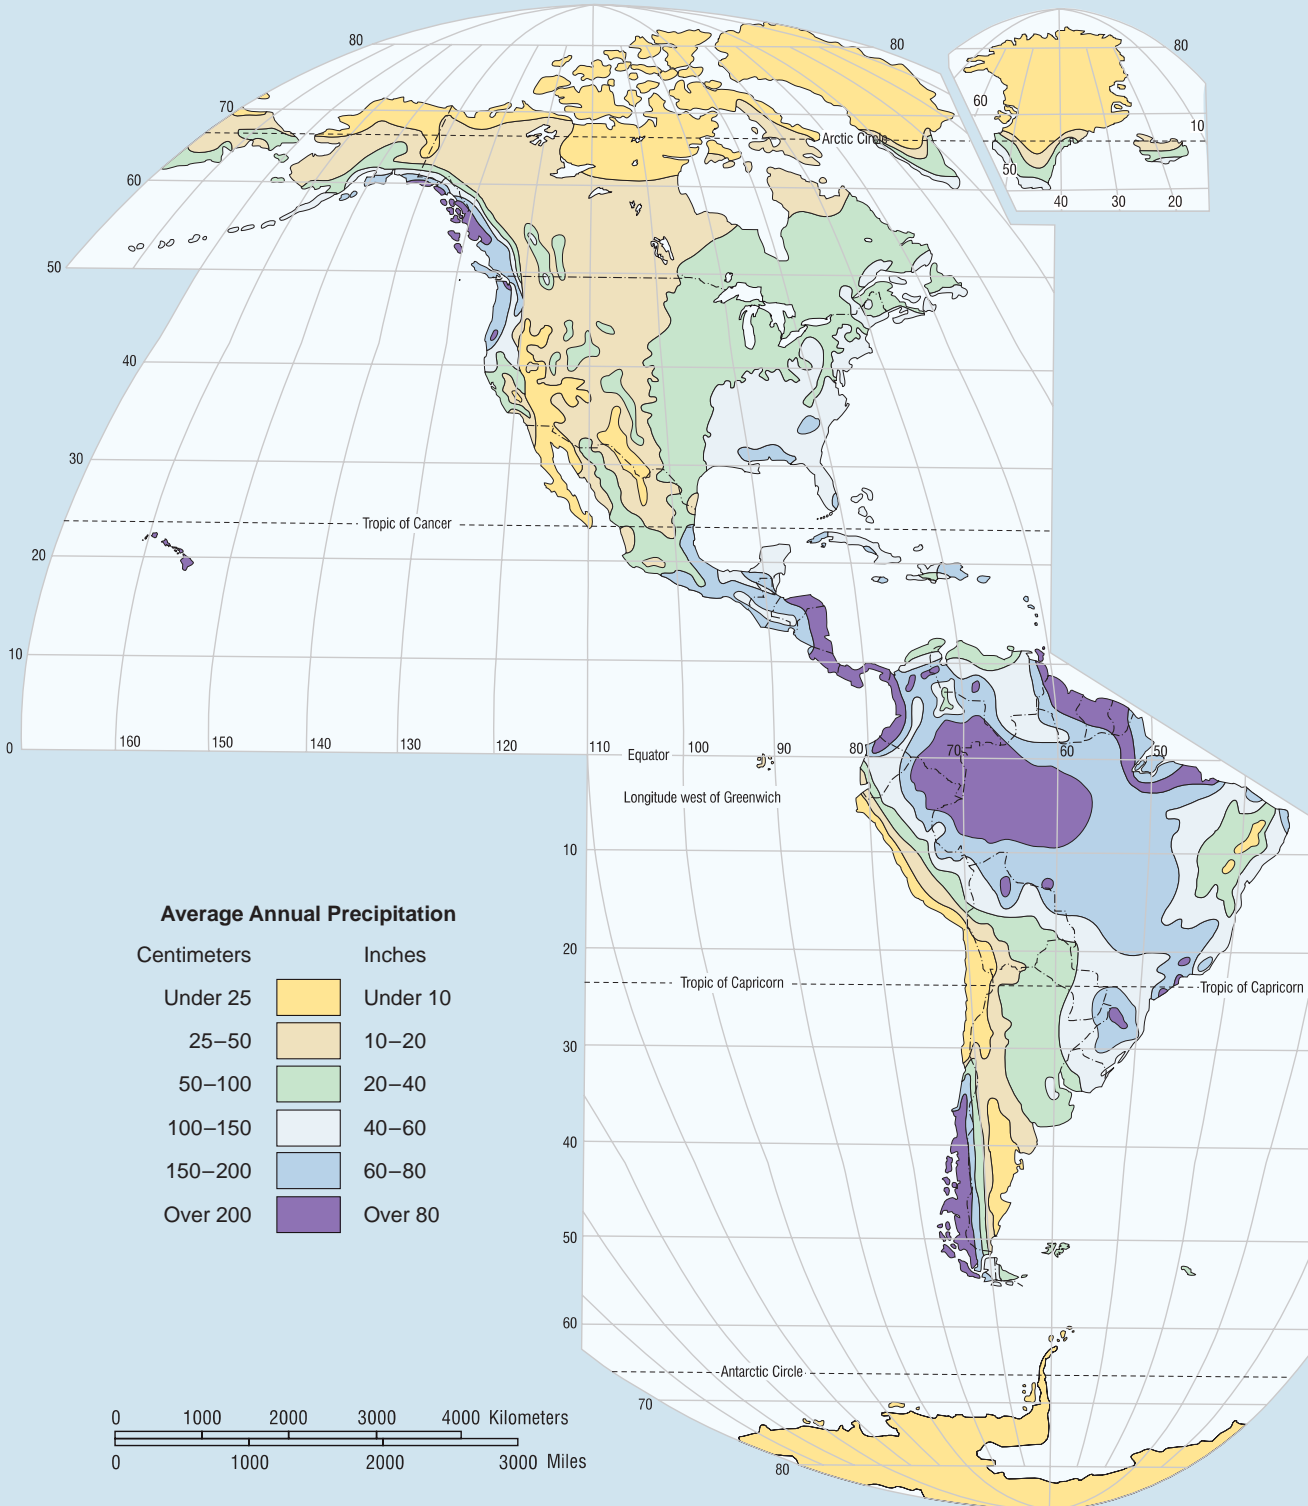 80
80
80
70
60
10
Arctic Circle
60
50
40
30
20
50
40
30
Tropic of Cancer
20
10
0
160
150
140
130
120
110
Equator
100
90
80
70
60
50
Longitude west of Greenwich
10
Average Annual Precipitation
Centimeters
Inches
Under 25
Under 10
25–50
10–20
50–100
20–40
100–150
40–60
150–200
60–80
Over 200
Over 80
20
Tropic of Capricorn
Tropic of Capricorn
30
40
50
60
Antarctic Circle
70
80
0 1000 2000 3000 4000 Kilometers
0 1000 2000 3000 Miles